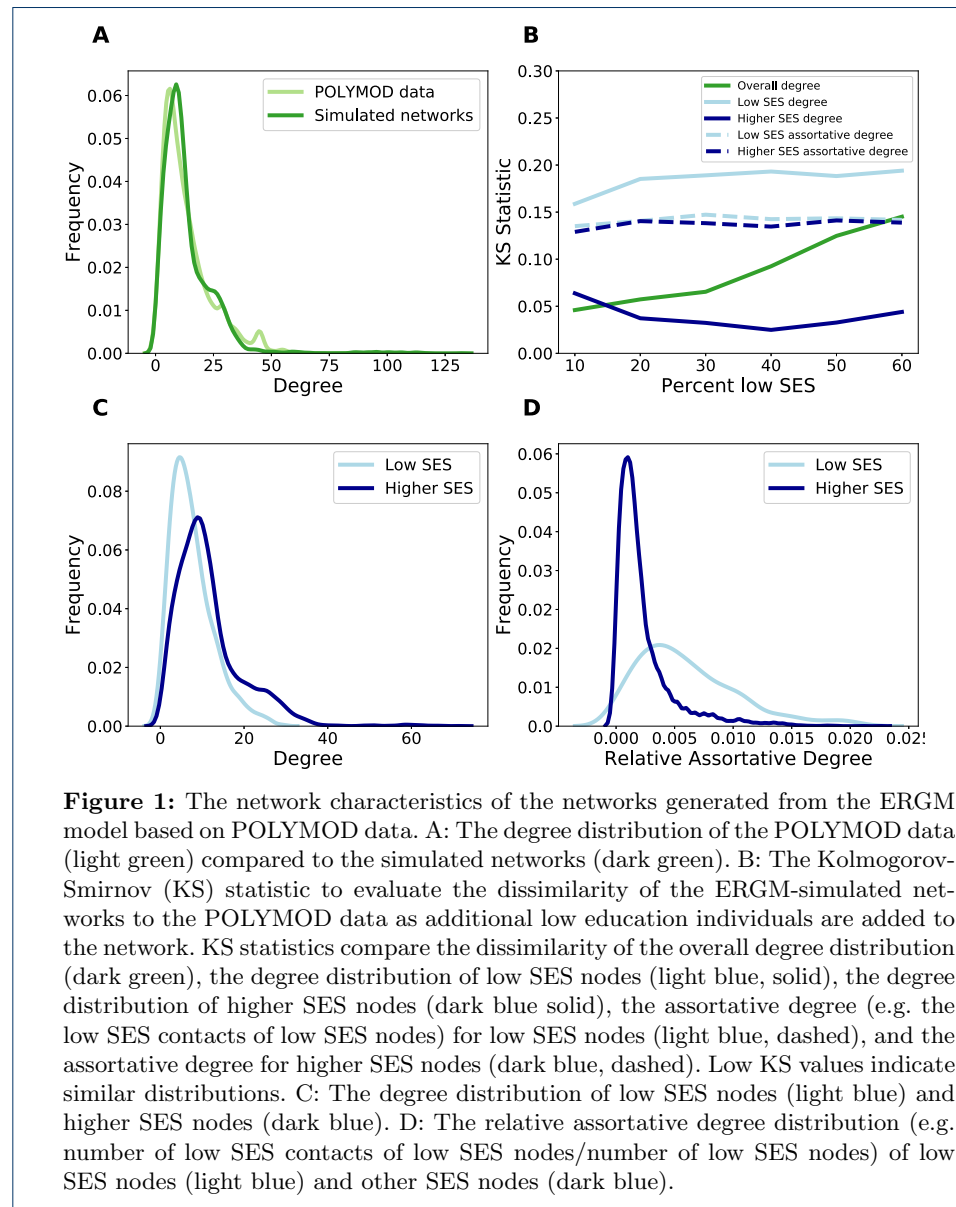 A
0.06
0.05
0.04
0.03
0.02
0.01
0.00
Frequency
0 25 50 75 100 125
Degree
POLYMOD data
Simulated networks
B
0.30
0.25
0.20
0.15
0.10
0.05
0.00
KS Statistic
10 20 30 40 50 60
Percent low SES
Overall degree
Low SES degree
Higher SES degree
Low SES assortative degree
Higher SES assortative degree
C
0.08
0.06
0.04
0.02
0.00
Frequency
0 20 40 60
Degree
Low SES
Higher SES
D
0.06
0.05
0.04
0.03
0.02
0.02
0.01
0.0
Frequency
0.000 0.005 0.010 0.015 0.020 0.025
Relative Assortative Degree
Low SES
Higher SES
Figure 1: The network characteristics of the networks generated from the ERGM
model based on POLYMOD data. A: The degree distribution of the POLYMOD data
(light green) compared to the simulated networks (dark green). B: The Kolmogorov-
Smirnov (KS) statistic to evaluate the dissimilarity of the ERGM-simulated net-
works to the POLYMOD data as additional low education individuals are added to
the network. KS statistics compare the dissimilarity of the overall degree distribution
(dark green), the degree distribution of low SES nodes (light blue, solid), the degree
distribution of higher SES nodes (dark blue solid), the assortative degree (e.g. the
low SES contacts of low SES nodes) for low SES nodes (light blue, dashed), and the
assortative degree for higher SES nodes (dark blue, dashed). Low KS values indicate
similar distributions. C: The degree distribution of low SES nodes (light blue) and
higher SES nodes (dark blue). D: The relative assortative degree distribution (e.g.
number of low SES contacts of low SES nodes/number of low SES nodes) of low
SES nodes (light blue) and other SES nodes (dark blue).